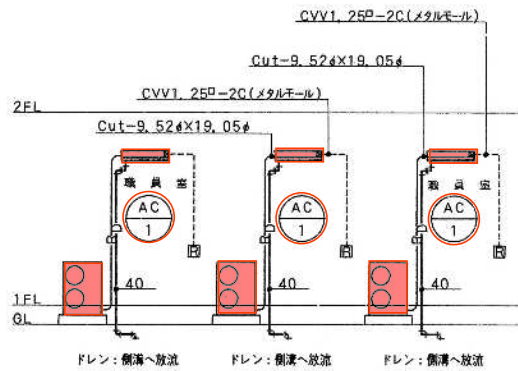 CVV1.25□-2C(メタルモール)
Cut-9.52φ×19.05φ
CVV1.25□-2C(メタルモール)
2FL
Cut-9.52φ×19.05φ
職員室
職員室
AC
1
AC
1
AC
1
R
D
R
D
R
D
R
R
R
40
40
40
1FL
GL
ドレン:側溝へ放流
ドレン:側溝へ放流
ドレン:側溝へ放流